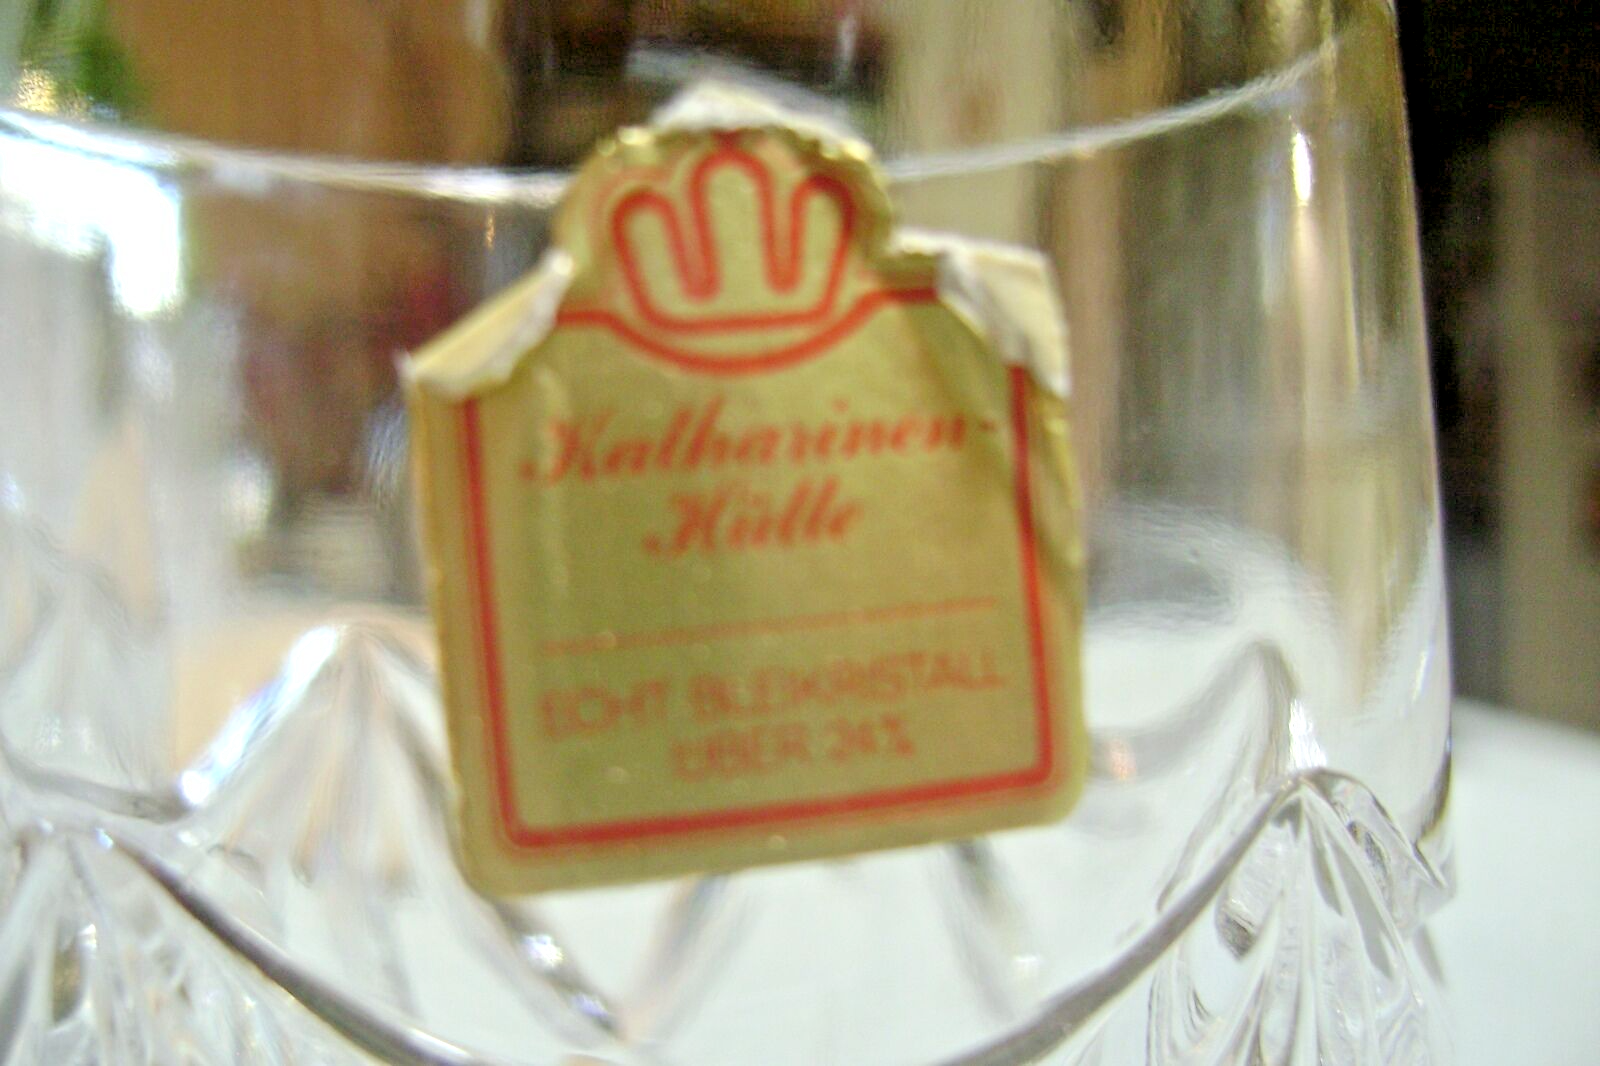 Katharinen-
Hütte
ECHT BLEIKRISTALL
ÜBER 24%